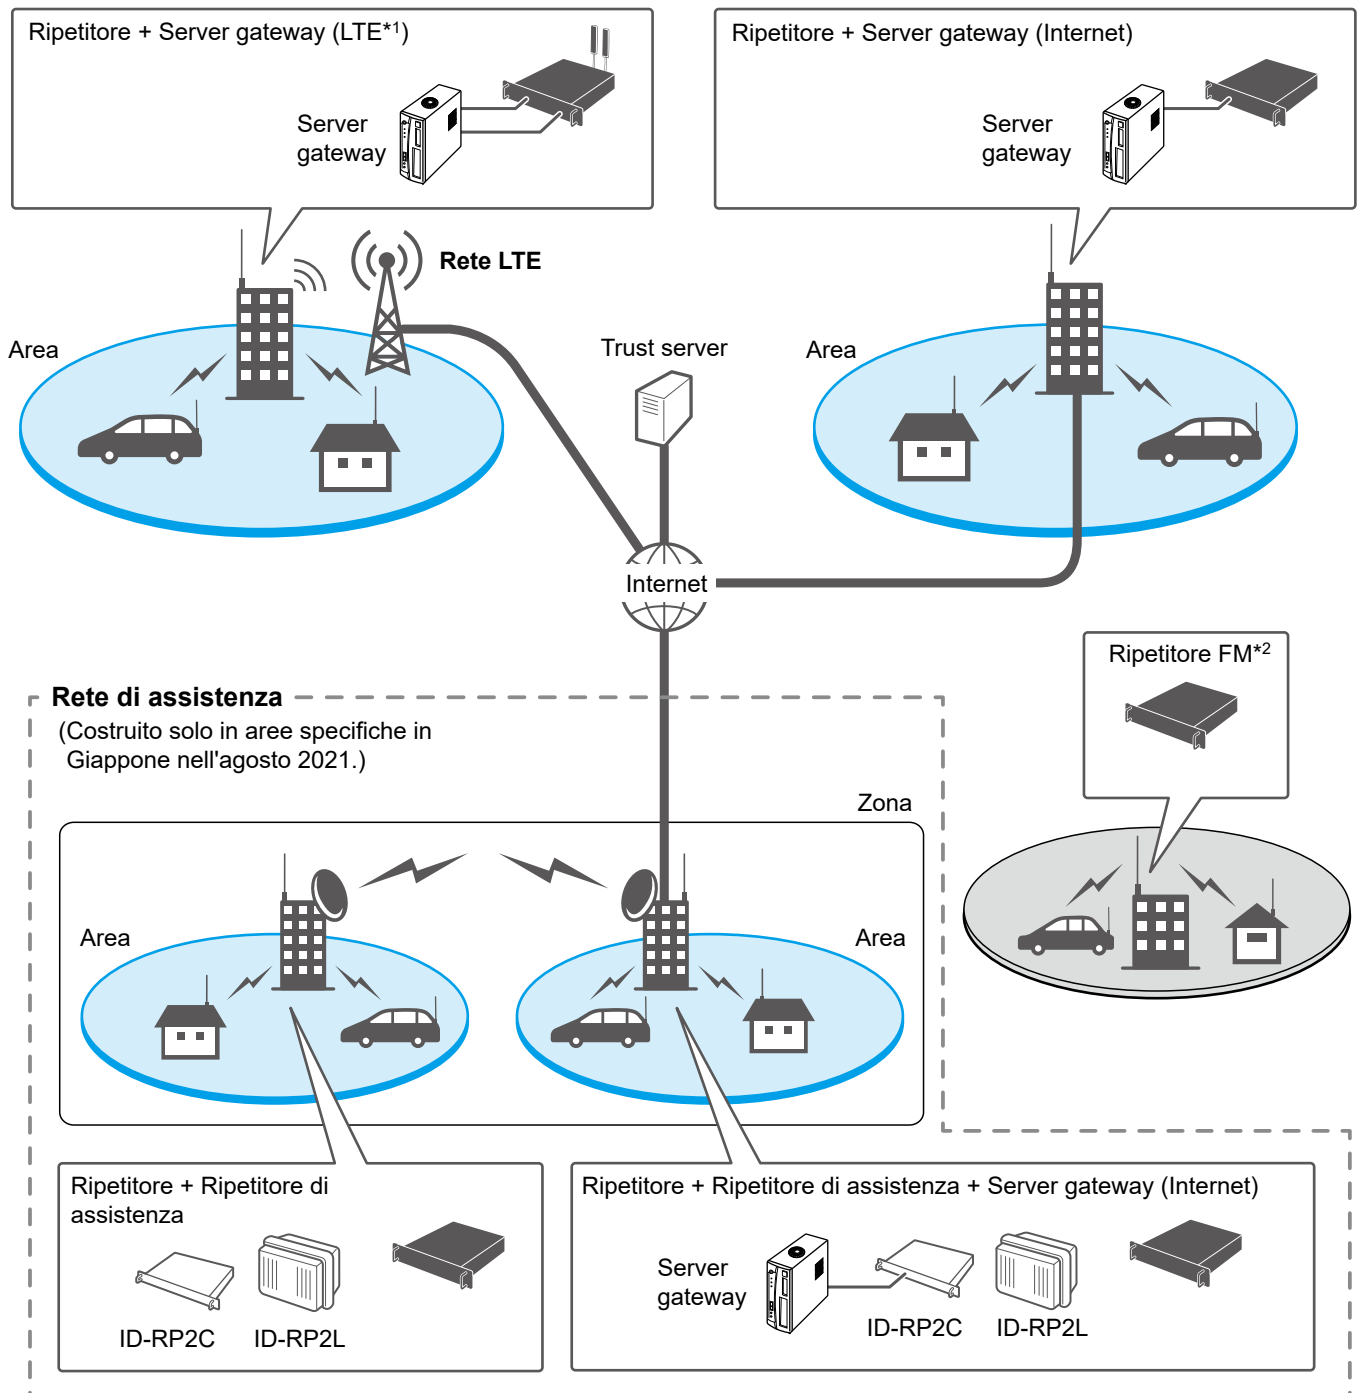 Ripetitore + Server gateway (LTE*1)
Server
gateway
Ripetitore + Server gateway (Internet)
Server
gateway
Rete LTE
Area
Trust server
Area
Internet
Ripetitore FM*2
Rete di assistenza
(Costruito solo in aree specifiche in
Giappone nell'agosto 2021.)
Zona
Area
Area
Ripetitore + Ripetitore di
assistenza
ID-RP2C
ID-RP2L
Ripetitore + Ripetitore di assistenza + Server gateway (Internet)
Server
gateway
ID-RP2C
ID-RP2L